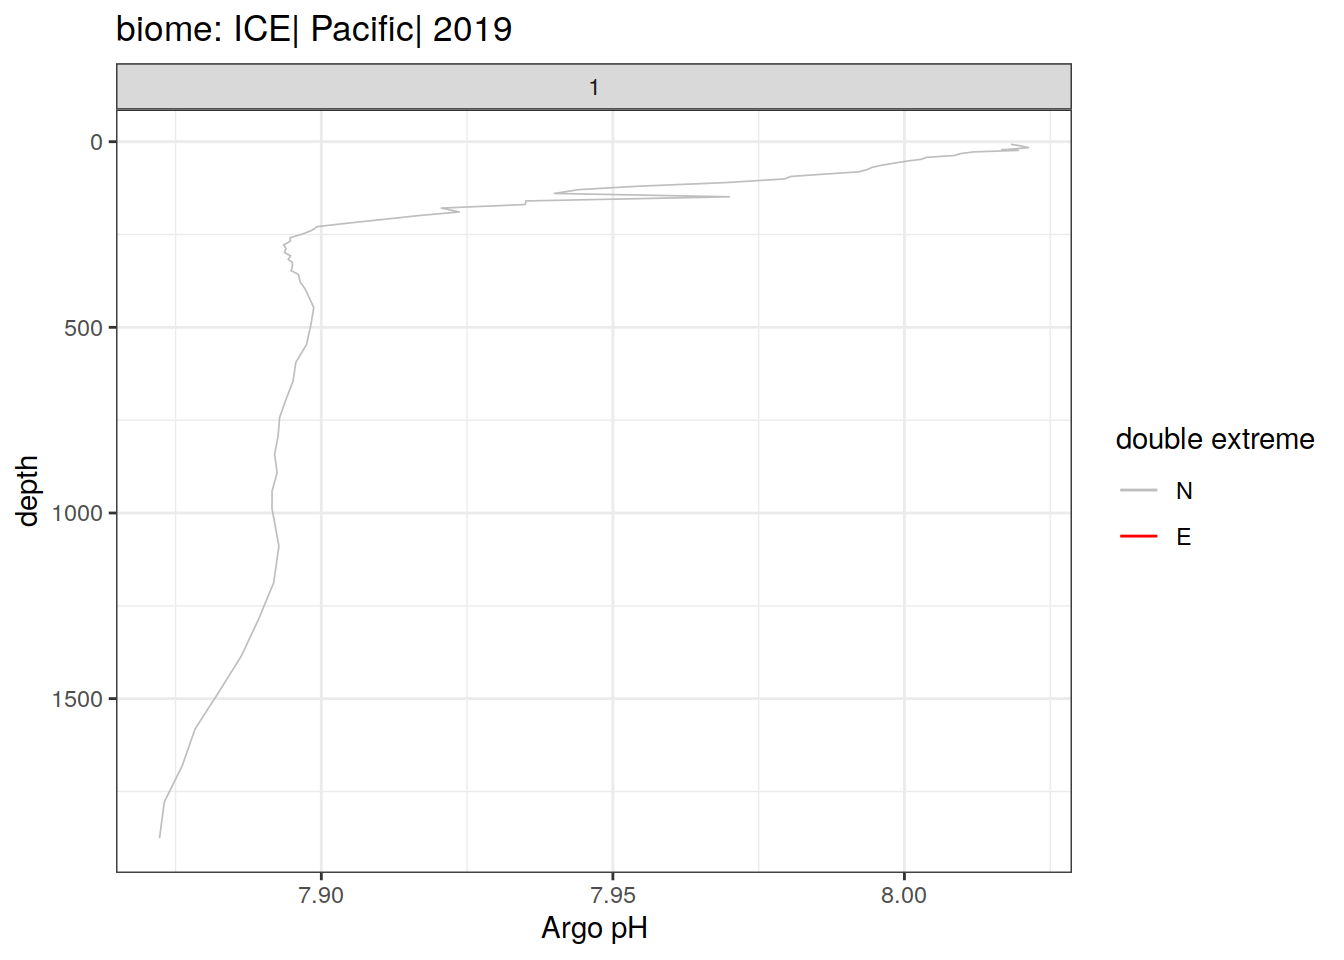 biome: ICE| Pacific| 2019
1
0
500
1000
1500
depth
7.90
7.95
8.00
Argo pH
double extreme
N
E